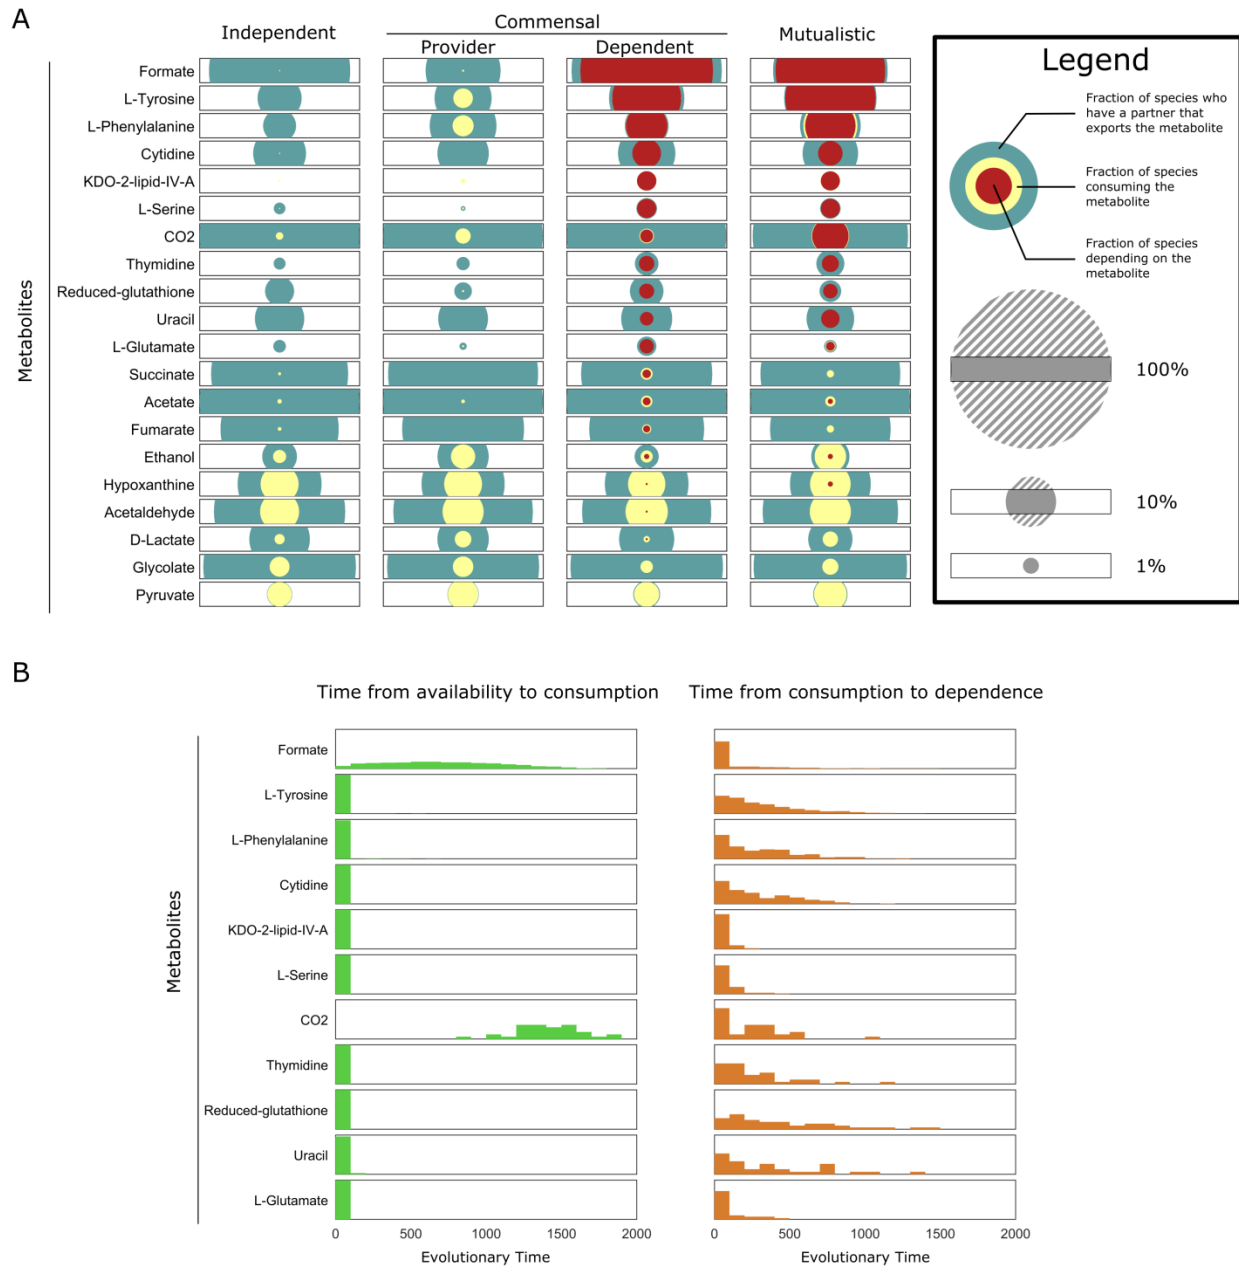 A
Independent
Commensal
Provider
Dependent
Mutualistic
Metabolites
Formate
L-Tyrosine
L-Phenylalanine
Cytidine
KDO-2-lipid-IV-A
L-Serine
CO2
Thymidine
Reduced-glutathione
Uracil
L-Glutamate
Succinate
Acetate
Fumarate
Ethanol
Hypoxanthine
Acetaldehyde
D-Lactate
Glycolate
Pyruvate
Legend
Fraction of species who
have a partner that
exports the metabolite
Fraction of species
consuming the
metabolite
Fraction of species
depending on the
metabolite
100%
10%
1%
B
Time from availability to consumption
Time from consumption to dependence
Metabolites
Formate
L-Tyrosine
L-Phenylalanine
Cytidine
KDO-2-lipid-IV-A
L-Serine
CO2
Thymidine
Reduced-glutathione
Uracil
L-Glutamate
0 500 1000 1500 2000
Evolutionary Time
0 500 1000 1500 2000
Evolutionary Time